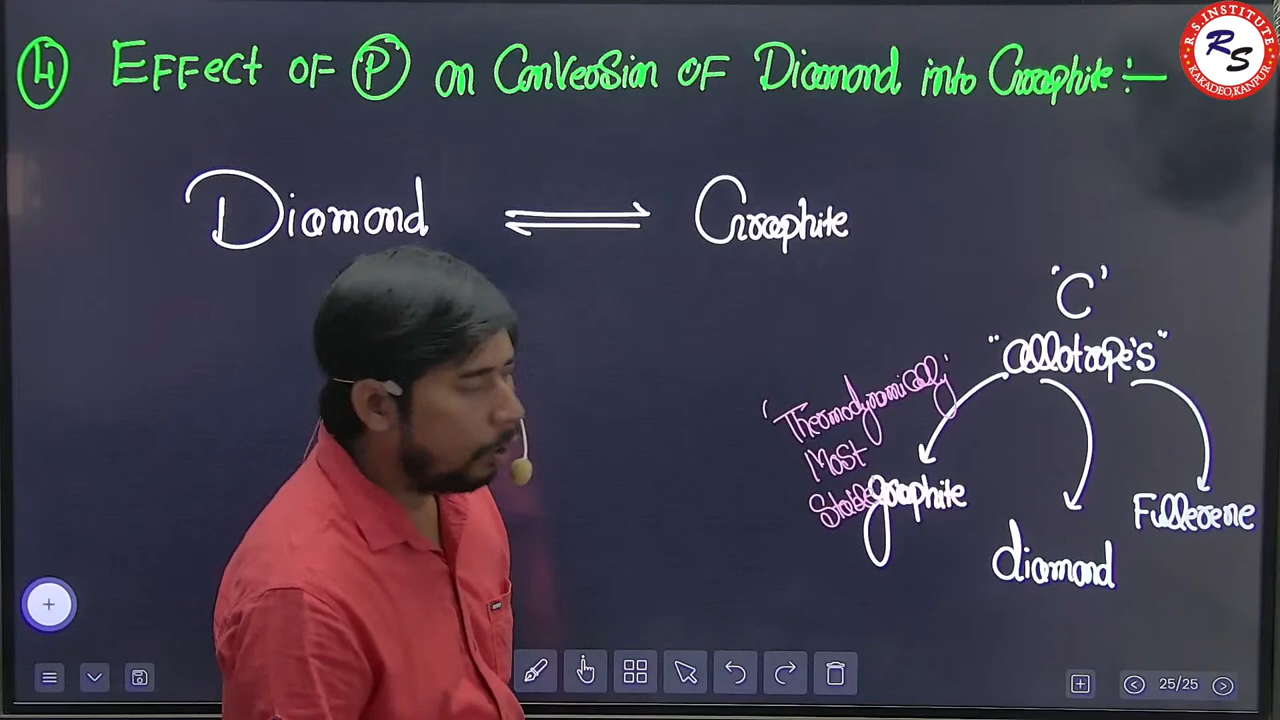 4 Effect of P on Conversion of Diamond into Graphite :-
R.S. INSTITUTE
RS
KAKADEO, KANPUR
Diamond ⇌ Graphite
'C'
"allotrope's"
'Thermodynamically
Most
Stable
graphite
Fullerene
diamond
25/25